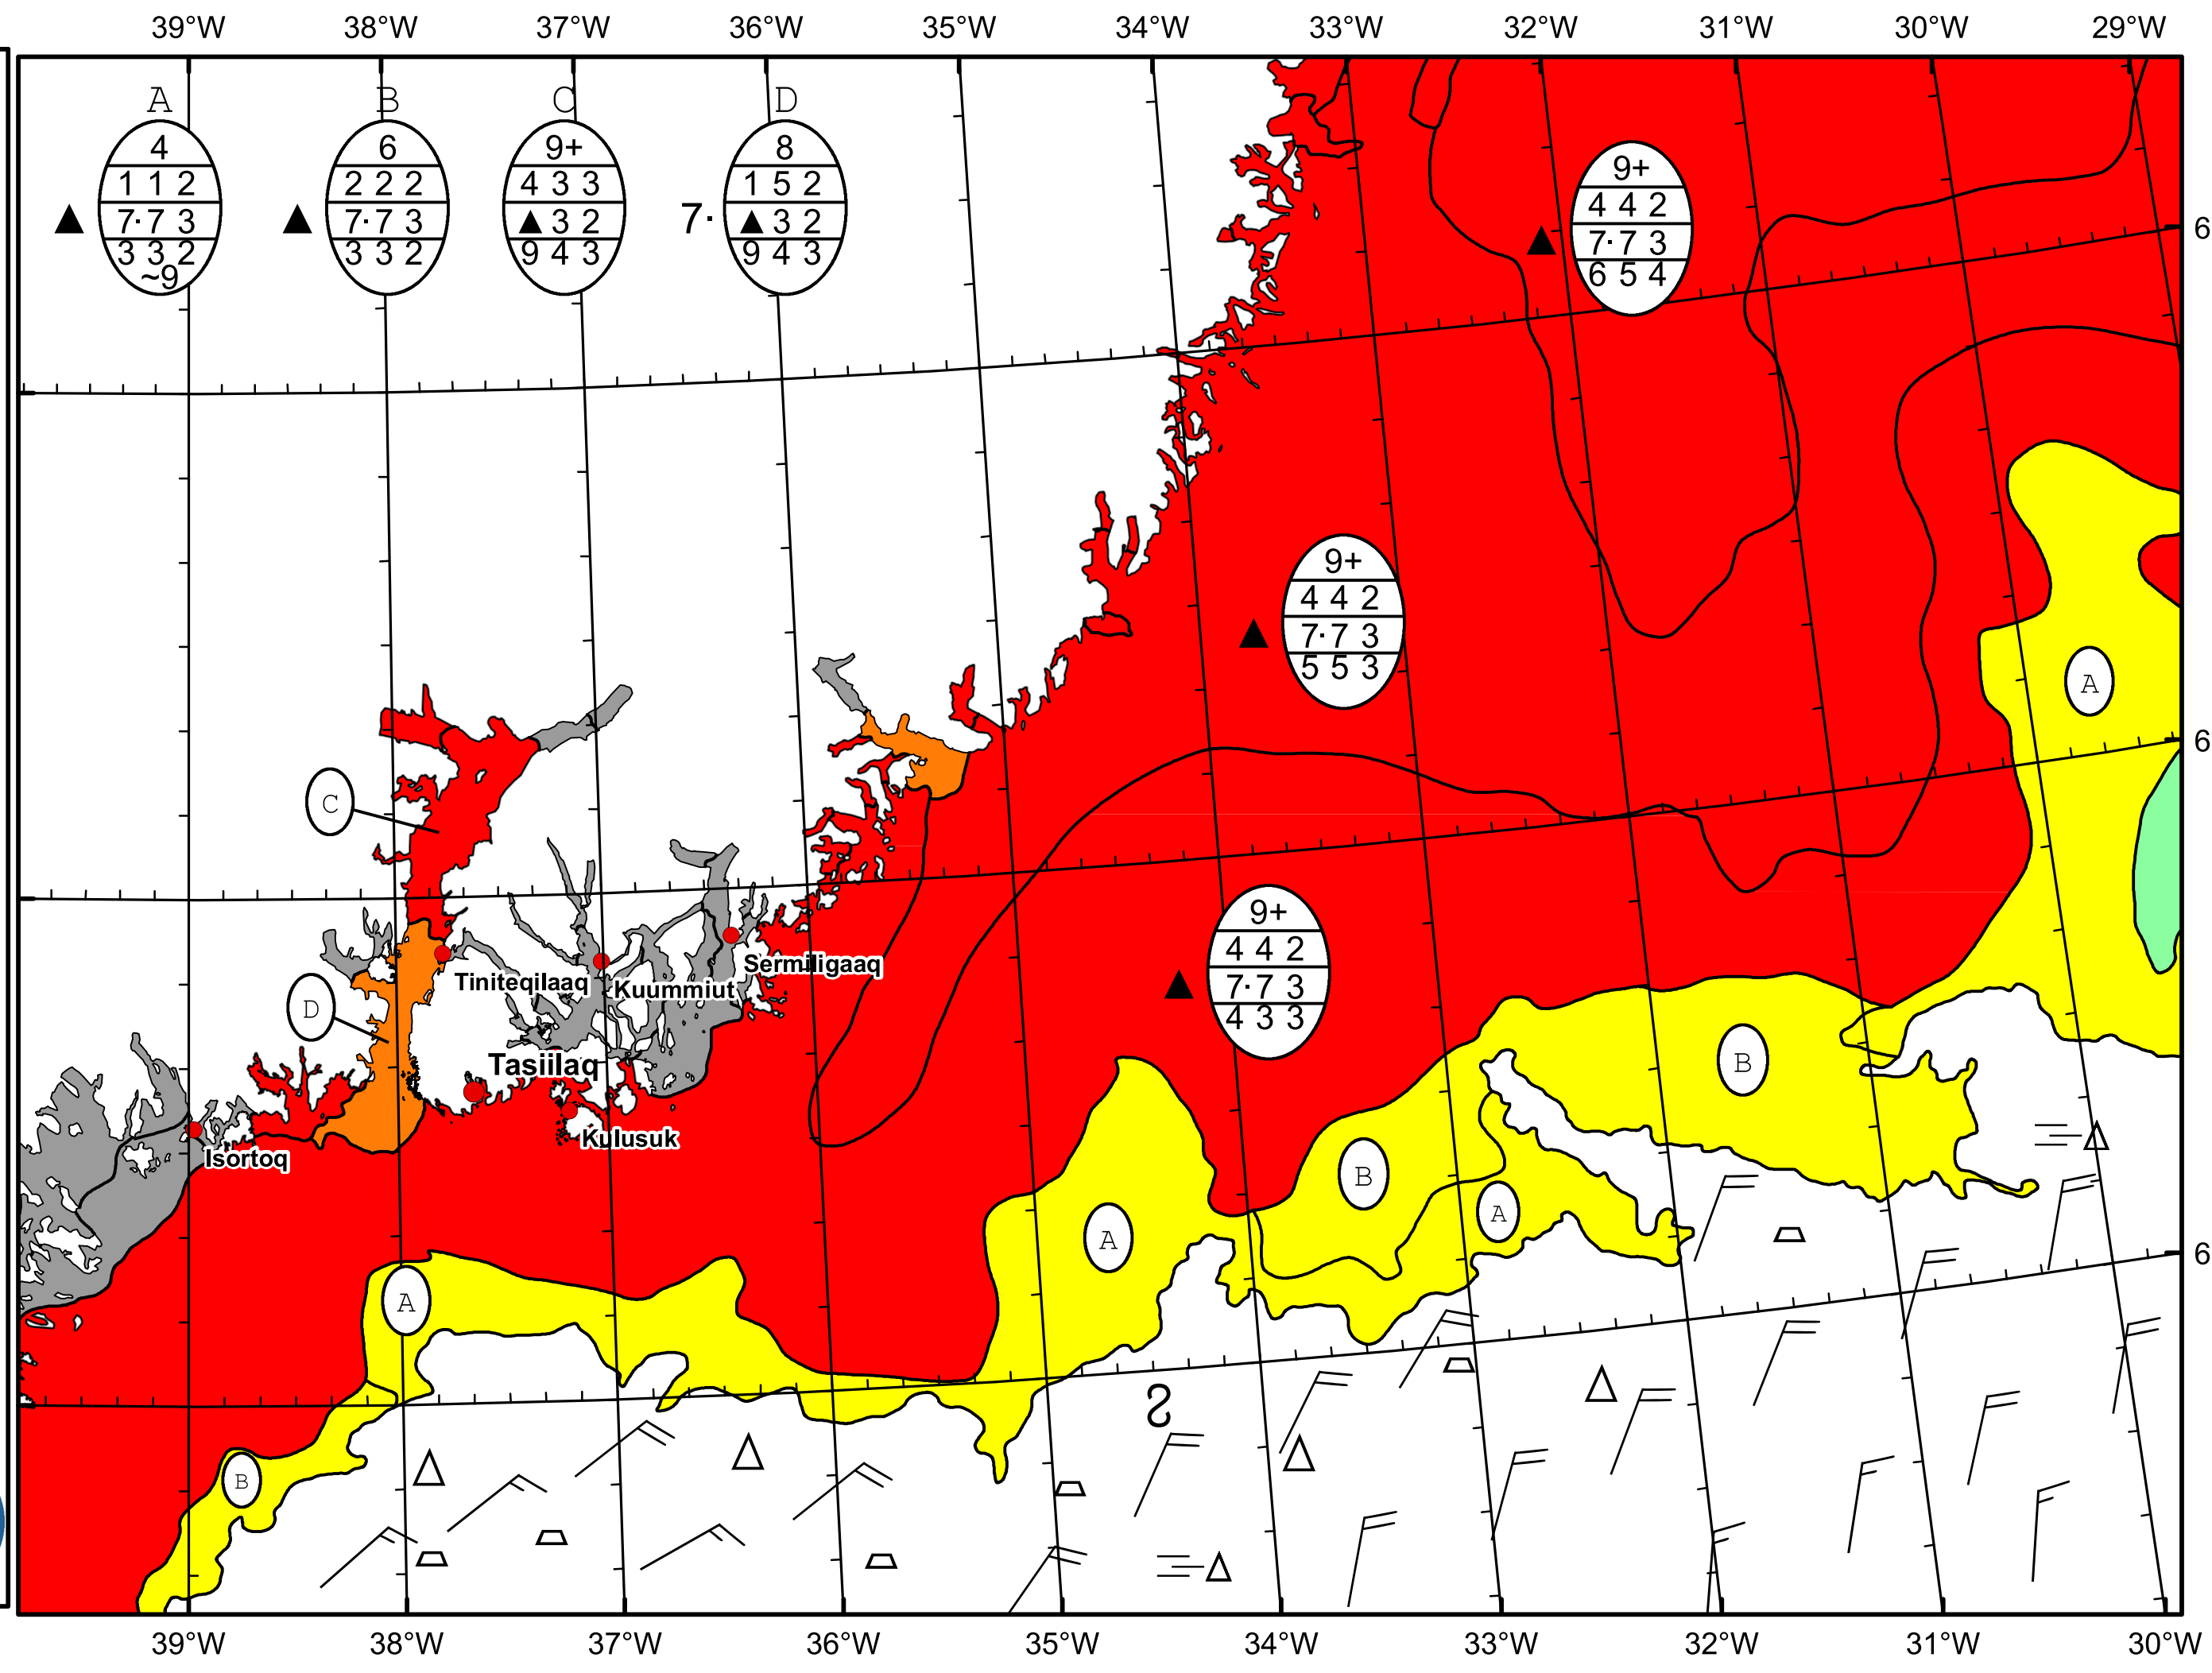 39°W 38°W 37°W 36°W 35°W 34°W 33°W 32°W 31°W 30°W 29°W
A B C D
4
1 1 2
7·7 3
3 3 2
~9
6
2 2 2
7·7 3
3 3 2
9+
4 3 3
▲ 3 2
9 4 3
8
1 5 2
7· ▲ 3 2
9 4 3
9+
4 4 2
7·7 3
6 5 4
6
9+
4 4 2
7·7 3
5 5 3
A
6
C
9+
4 4 2
7·7 3
4 3 3
Sermiligaaq
Tiniteqilaaq
Kuummiut
D
Tasiilaq
B
Kulusuk
Isortoq
B
A
A
6
A
B
39°W 38°W 37°W 36°W 35°W 34°W 33°W 32°W 31°W 30°W